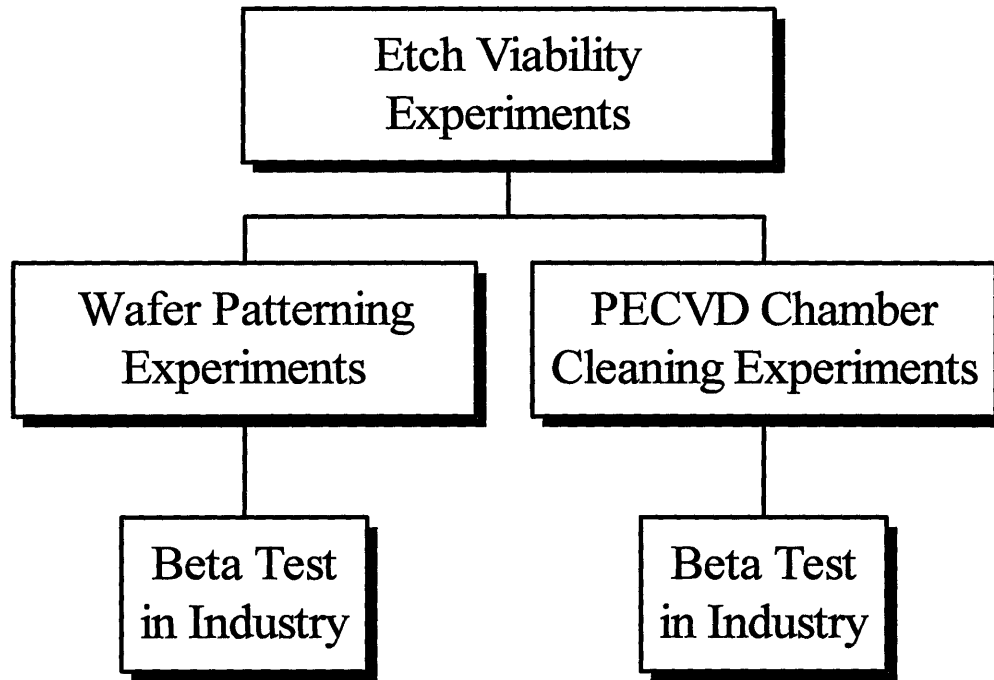 Etch Viability
Experiments
Wafer Patterning
Experiments
PECVD Chamber
Cleaning Experiments
Beta Test
in Industry
Beta Test
in Industry